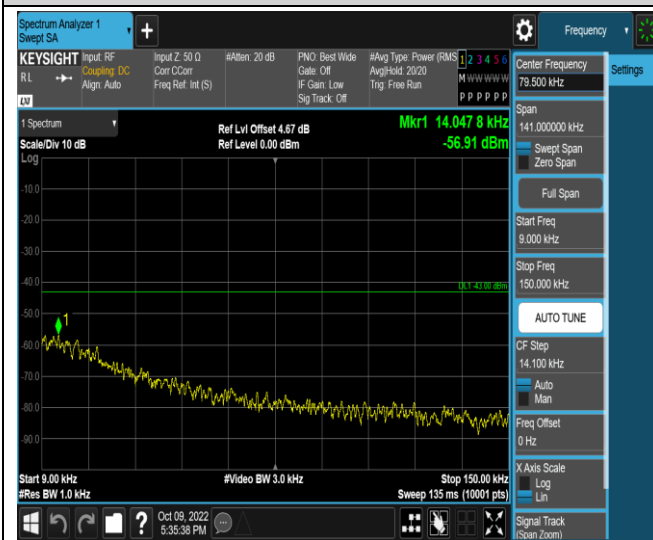 Spectrum Analyzer 1
Swept SA
Frequency
KEYSIGHT
RL
LXI
Input: RF
Coupling: DC
Align: Auto
Input Z: 50 Ω
Corr CCorr
Freq Ref: Int (S)
#Atten: 20 dB
PNO: Best Wide
Gate: Off
IF Gain: Low
Sig Track: Off
#Avg Type: Power (RMS
Avg|Hold: 20/20
Trig: Free Run
1 2 3 4 5 6
M W W W W W
P P P P P P
1 Spectrum
Scale/Div 10 dB
Log
Ref Lvl Offset 4.67 dB
Ref Level 0.00 dBm
Mkr1 14.047 8 kHz
-56.91 dBm
-10.0
-20.0
-30.0
-40.0
-50.0
-60.0
-70.0
-80.0
-90.0
DL1 -43.00 dBm
1
Start 9.00 kHz
#Res BW 1.0 kHz
#Video BW 3.0 kHz
Stop 150.00 kHz
Sweep 135 ms (10001 pts)
?
Oct 09, 2022
5:35:38 PM
Center Frequency
79.500 kHz
Settings
Span
141.000000 kHz
Swept Span
Zero Span
Full Span
Start Freq
9.000 kHz
Stop Freq
150.000 kHz
AUTO TUNE
CF Step
14.100 kHz
Auto
Man
Freq Offset
0 Hz
X Axis Scale
Log
Lin
Signal Track
(Span Zoom)